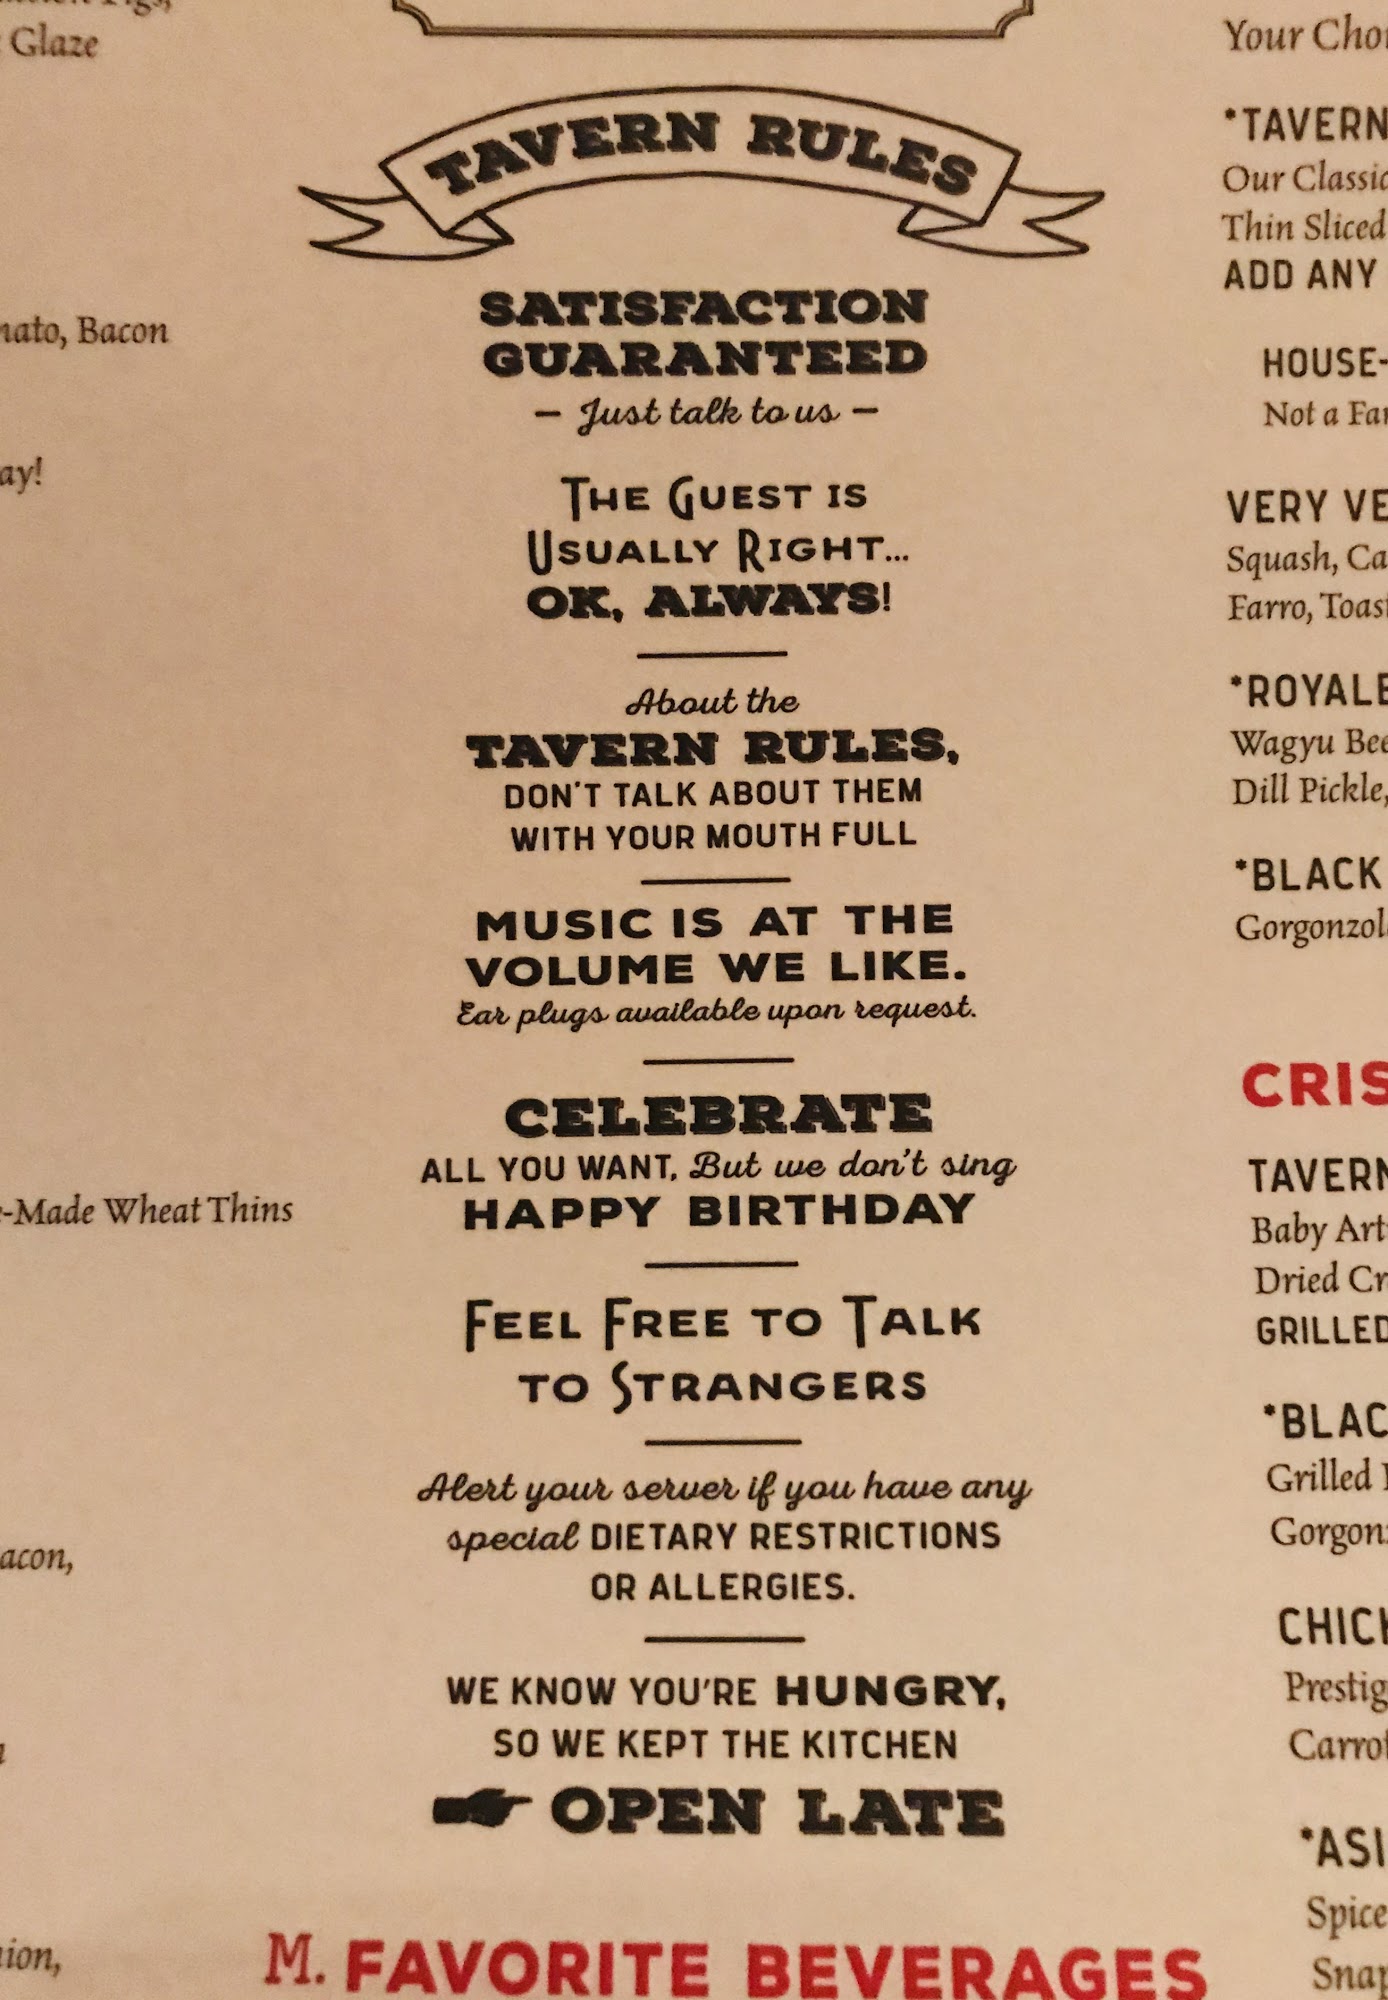 Glaze
nato, Bacon
ay!
-Made Wheat Thins
acon,
ion,
TAVERN RULES
SATISFACTION
GUARANTEED
– Just talk to us –
THE GUEST IS
USUALLY RIGHT...
OK, ALWAYS!
About the
TAVERN RULES,
DON'T TALK ABOUT THEM
WITH YOUR MOUTH FULL
MUSIC IS AT THE
VOLUME WE LIKE.
Ear plugs available upon request.
CELEBRATE
ALL YOU WANT, But we don't sing
HAPPY BIRTHDAY
FEEL FREE TO TALK
TO STRANGERS
Alert your server if you have any
special DIETARY RESTRICTIONS
OR ALLERGIES.
WE KNOW YOU'RE HUNGRY,
SO WE KEPT THE KITCHEN
OPEN LATE
M. FAVORITE BEVERAGES
Your Cho
*TAVERN
Our Classic
Thin Sliced
ADD ANY
HOUSE-
Not a Fan
VERY VE
Squash, Ca
Farro, Toast
*ROYALE
Wagyu Bee
Dill Pickle,
*BLACK
Gorgonzol
CRIS
TAVERN
Baby Art
Dried Cr
GRILLED
*BLAC
Grilled
Gorgon
CHICK
Prestig
Carrot
*ASI
Spice
Snap